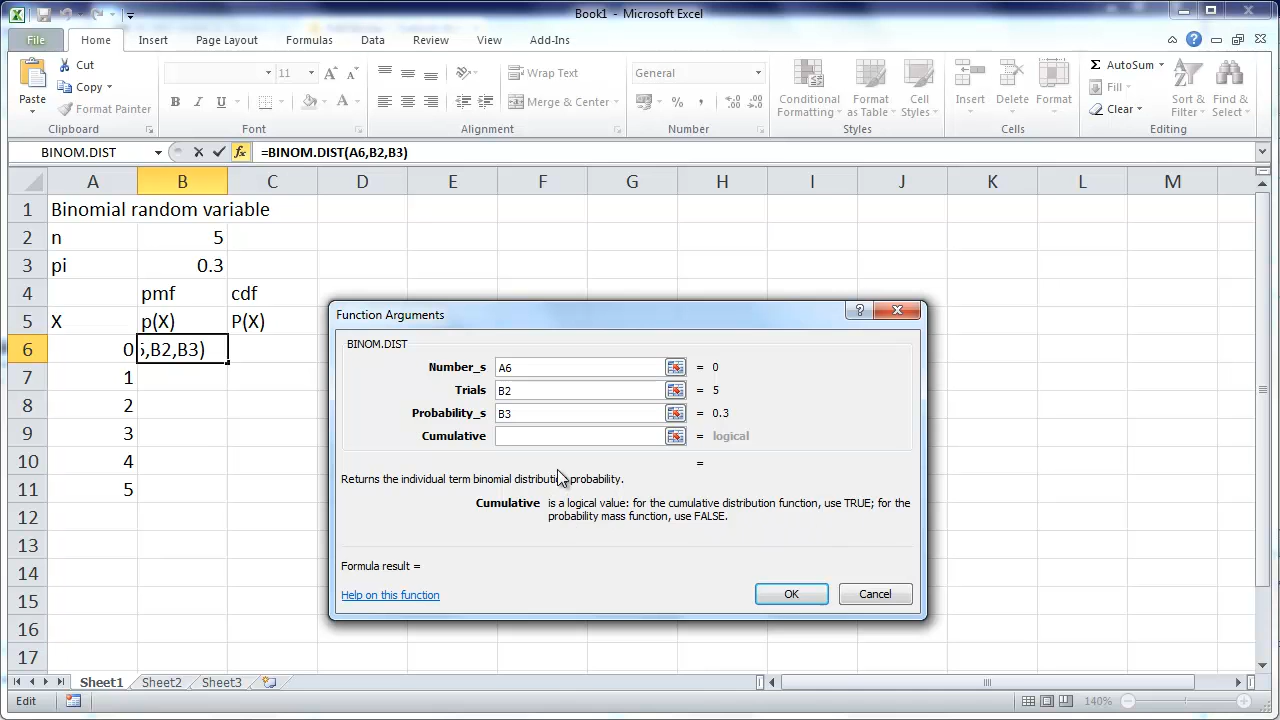 Book1 - Microsoft Excel
File Home Insert Page Layout Formulas Data Review View Add-Ins
Paste Cut Copy Format Painter
11
B I U
Wrap Text
Merge & Center
General
Conditional Formatting
Format as Table
Cell Styles
Insert Delete Format
AutoSum
Fill
Clear
Sort & Filter
Find & Select
Clipboard Font Alignment Number Styles Cells Editing
BINOM.DIST fx =BINOM.DIST(A6,B2,B3)
A B C D E F G H I J K L M
1 Binomial random variable
2 n 5
3 pi 0.3
4 pmf cdf
5 X p(X) P(X)
6 0 ,B2,B3)
7 1
8 2
9 3
10 4
11 5
12
13
14
15
16
17
Function Arguments
BINOM.DIST
Number_s A6 = 0
Trials B2 = 5
Probability_s B3 = 0.3
Cumulative = logical
=
Returns the individual term binomial distribution probability.
Cumulative is a logical value: for the cumulative distribution function, use TRUE; for the
probability mass function, use FALSE.
Formula result =
Help on this function OK Cancel
Sheet1 Sheet2 Sheet3
Edit 140%